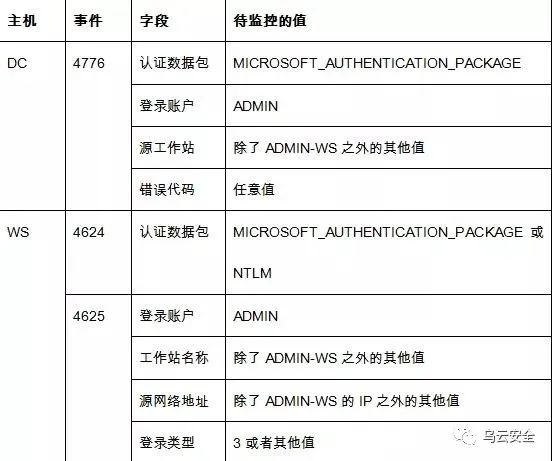 主机 事件 字段 待监控的值
DC 4776 认证数据包 MICROSOFT_AUTHENTICATION_PACKAGE
登录账户 ADMIN
源工作站 除了 ADMIN-WS 之外的其他值
错误代码 任意值
WS 4624 认证数据包 MICROSOFT_AUTHENTICATION_PACKAGE 或
NTLM
4625 登录账户 ADMIN
工作站名称 除了 ADMIN-WS 之外的其他值
源网络地址 除了 ADMIN-WS 的 IP 之外的其他值
登录类型 3 或者其他值
乌云安全